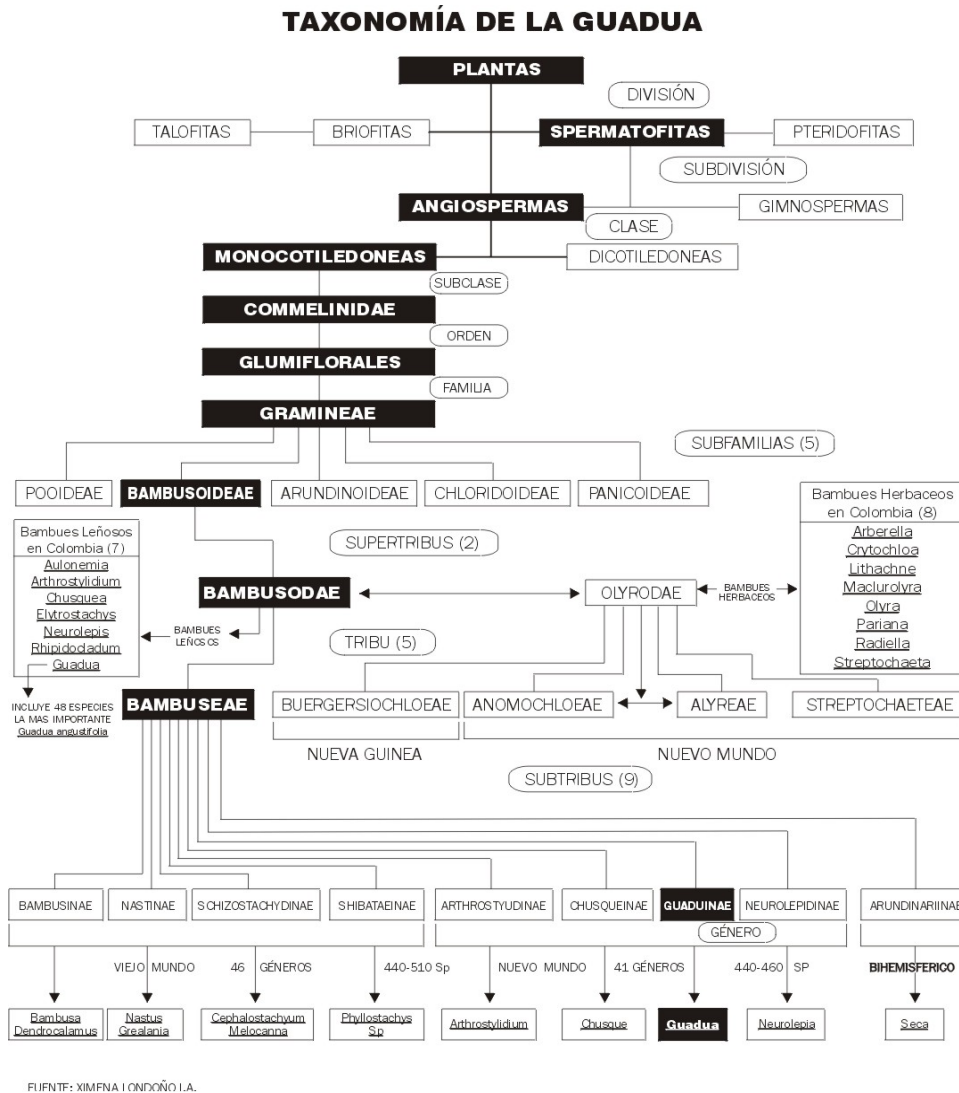 TAXONOMÍA DE LA GUADUA
PLANTAS
DIVISIÓN
TALOFITAS
BRIOFITAS
SPERMATOFITAS
PTERIDOFITAS
SUBDIVISIÓN
ANGIOSPERMAS
GIMNOSPERMAS
CLASE
MONOCOTILEDONEAS
DICOTILEDONEAS
SUBCLASE
COMMELINIDAE
ORDEN
GLUMIFLORALES
FAMILIA
GRAMINEAE
SUBFAMILIAS (5)
POOIDEAE
BAMBUSOIDEAE
ARUNDINOIDEAE
CHLORIDOIDEAE
PANICOIDEAE
Bambues Herbaceos
en Colombia (8)
Arberella
Crytochloa
Lithachne
Maclurolyra
Olyra
Pariana
Radiella
Streptochaeta
Bambues Leñosos
en Colombia (7)
Aulonemia
Arthrostylidium
Chusquea
Elytrostachys
Neurolepis
Rhipidocladum
Guadua
SUPERTRIBUS (2)
BAMBUSODAE
OLYRODAE
BAMBUES
HERBACEOS
BAMBUES
LEÑOSOS
TRIBU (5)
INCLUYE 48 ESPECIES
LA MAS IMPORTANTE
Guadua angustifolia
BAMBUSEAE
BUERGERSIOCHLOEAE
ANOMOCHLOEAE
ALYREAE
STREPTOCHAETEAE
NUEVA GUINEA
NUEVO MUNDO
SUBTRIBUS (9)
BAMBUSINAE
NASTINAE
SCHIZOSTACHYDINAE
SHIBATAEINAE
ARTHROSTYUDINAE
CHUSQUEINAE
GUADUINAE
NEUROLEPIDINAE
ARUNDINARIINAE
GÉNERO
VIEJO MUNDO
46 GÉNEROS
440-510 Sp
NUEVO MUNDO
41 GÉNEROS
440-460 SP
BIHEMISFERICO
Bambusa
Dendrocalamus
Nastus
Grealania
Cephalostachyum
Melocanna
Phyllostachys
Sp
Arthrostylidium
Chusque
Guadua
Neurolepia
Seca
FUENTE: XIMENA LONDOÑO I.A.